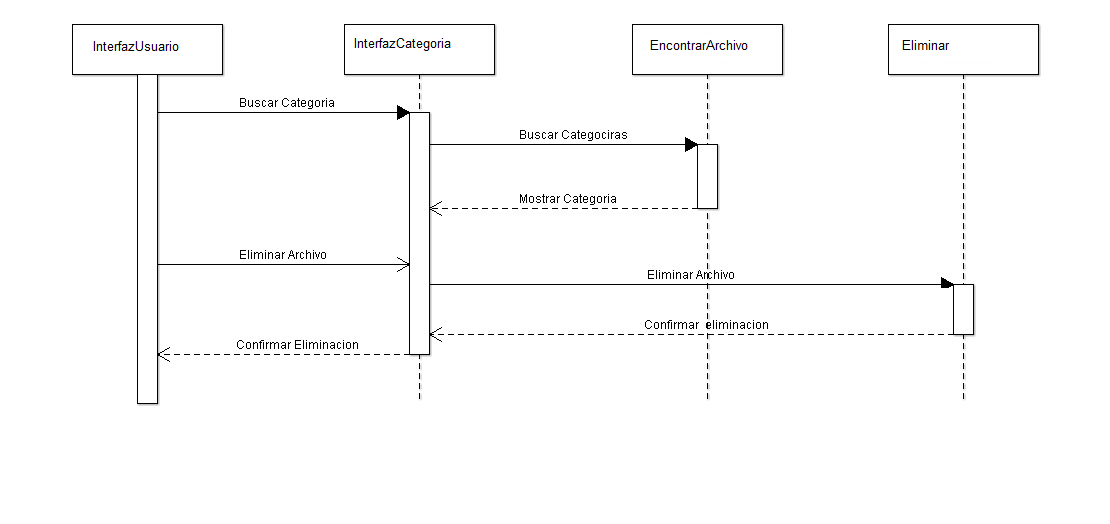 InterfazUsuario
InterfazCategoria
EncontrarArchivo
Eliminar
Buscar Categoria
Buscar Categociras
Mostrar Categoria
Eliminar Archivo
Eliminar Archivo
Confirmar eliminacion
Confirmar Eliminacion